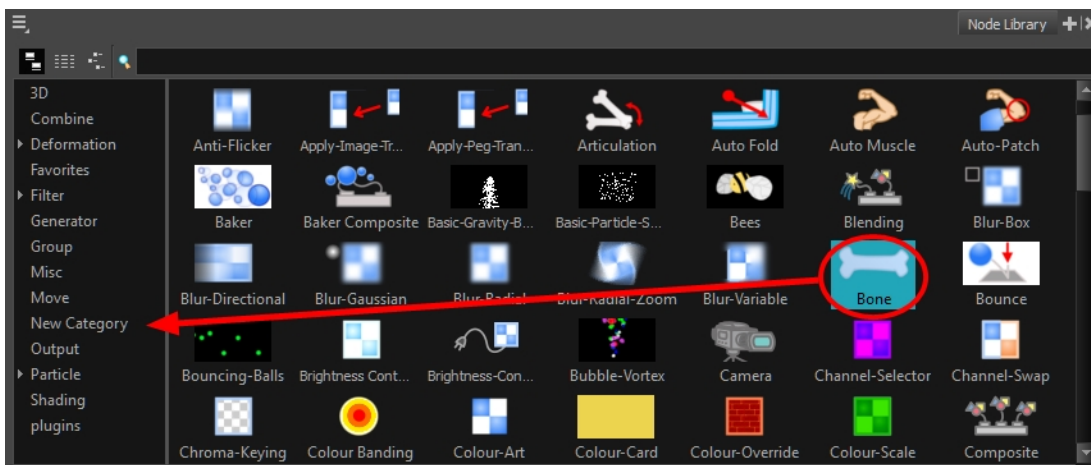 Node Library
3D
Combine
Deformation
Favorites
Filter
Generator
Group
Misc
Move
New Category
Output
Particle
Shading
plugins
Anti-Flicker Apply-Image-Tr... Apply-Peg-Tran... Articulation Auto Fold Auto Muscle Auto-Patch
Baker Baker Composite Basic-Gravity-B... Basic-Particle-S... Bees Blending Blur-Box
Blur-Directional Blur-Gaussian Blur-Radial Blur-Radial-Zoom Blur-Variable Bone Bounce
Bouncing-Balls Brightness Cont... Brightness-Con... Bubble-Vortex Camera Channel-Selector Channel-Swap
Chroma-Keying Colour Banding Colour-Art Colour-Card Colour-Override Colour-Scale Composite